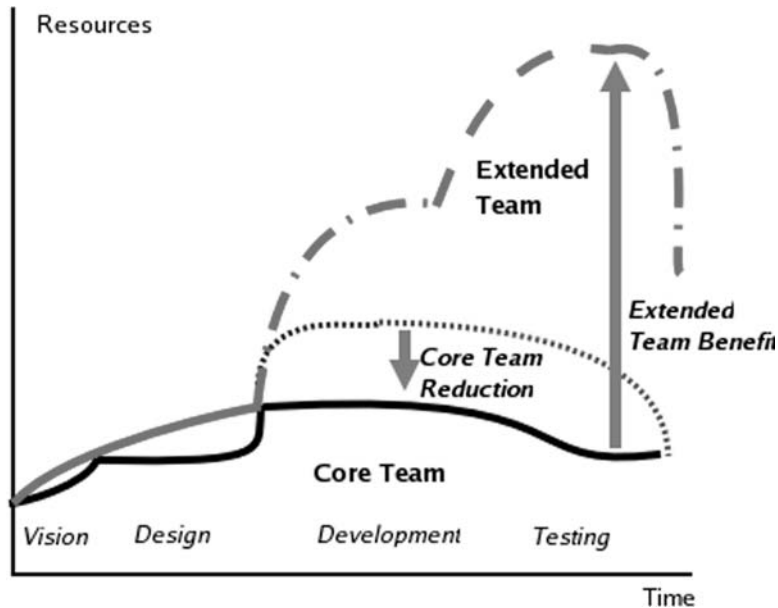 Resources
Extended
Team
Extended
Team Benefit
Core Team
Reduction
Core Team
Vision
Design
Development
Testing
Time